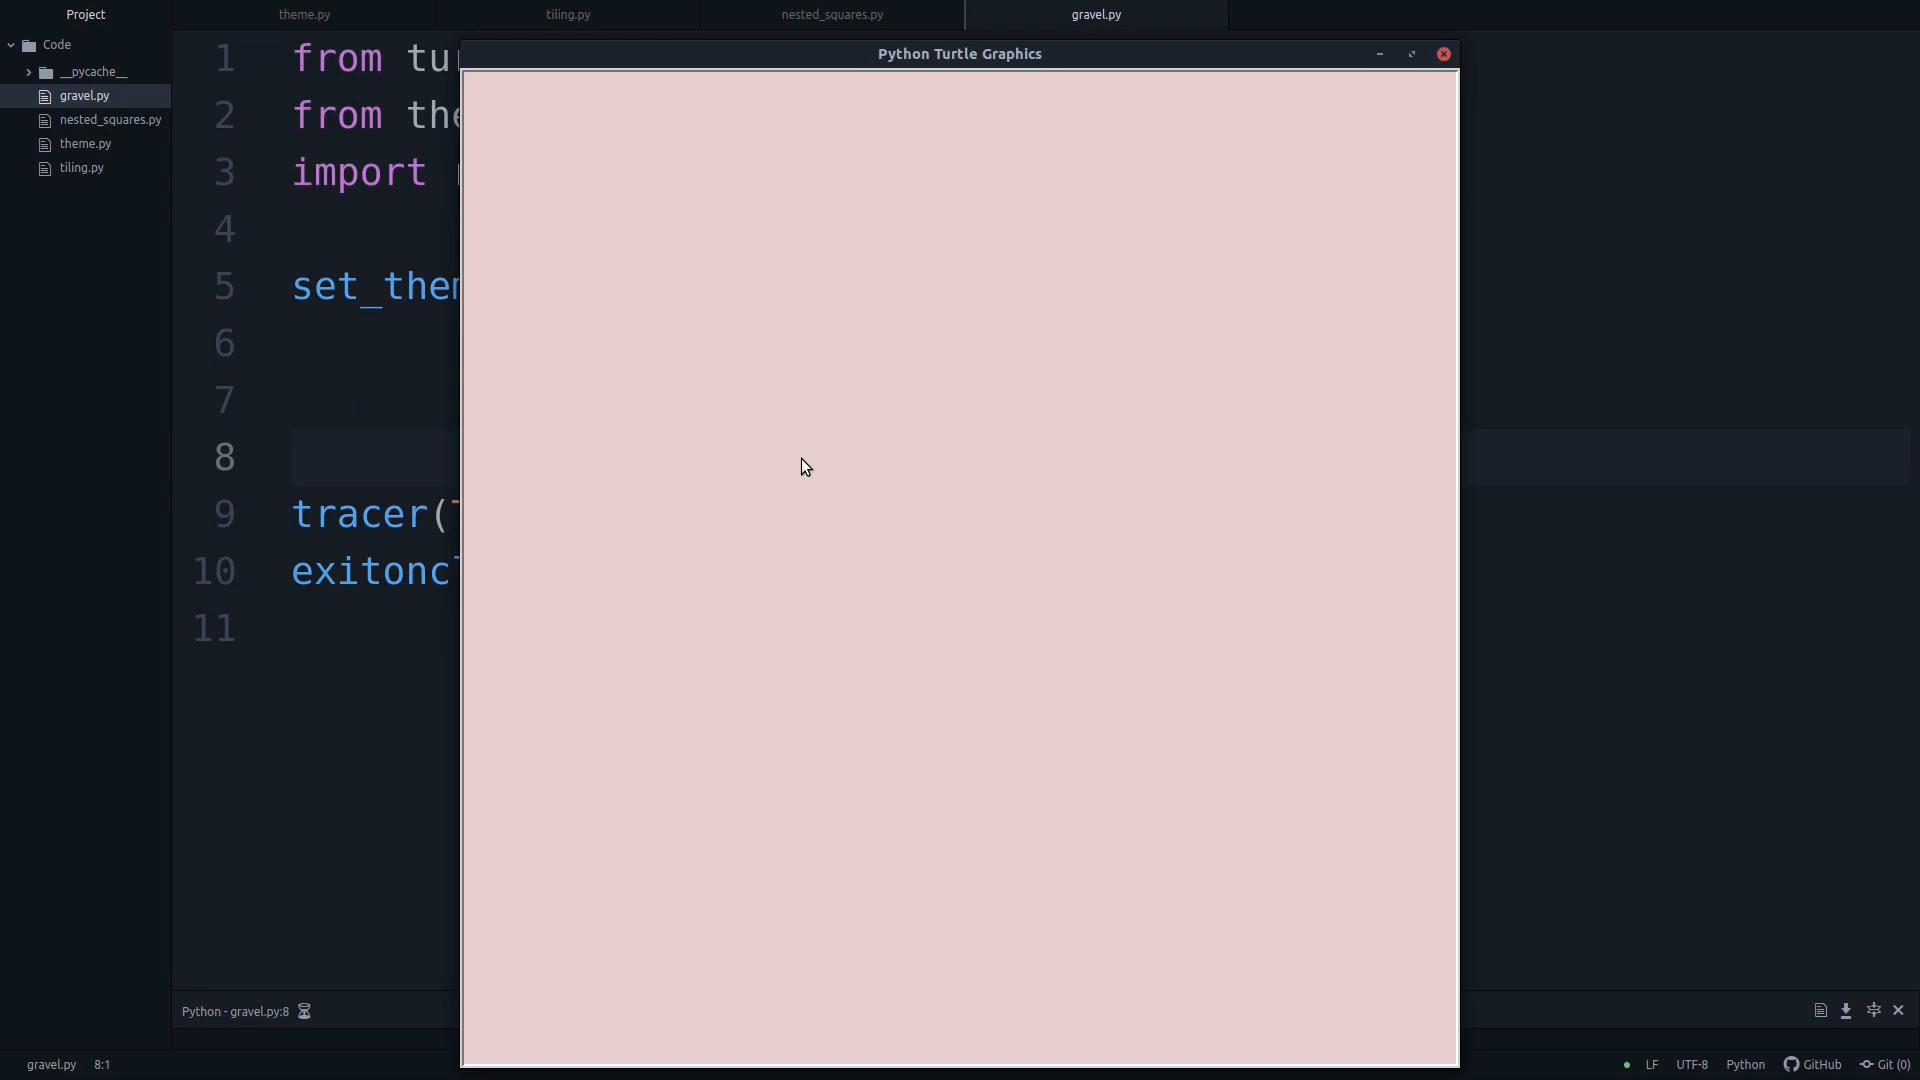 Project
theme.py
tiling.py
nested_squares.py
gravel.py
Code
__pycache__
gravel.py
nested_squares.py
theme.py
tiling.py
Python Turtle Graphics
1 from tu
2 from the
3 import
4
5 set_them
6
7
8
9 tracer(
10 exitonc
11
Python - gravel.py:8
gravel.py 8:1
LF UTF-8 Python GitHub Git (0)